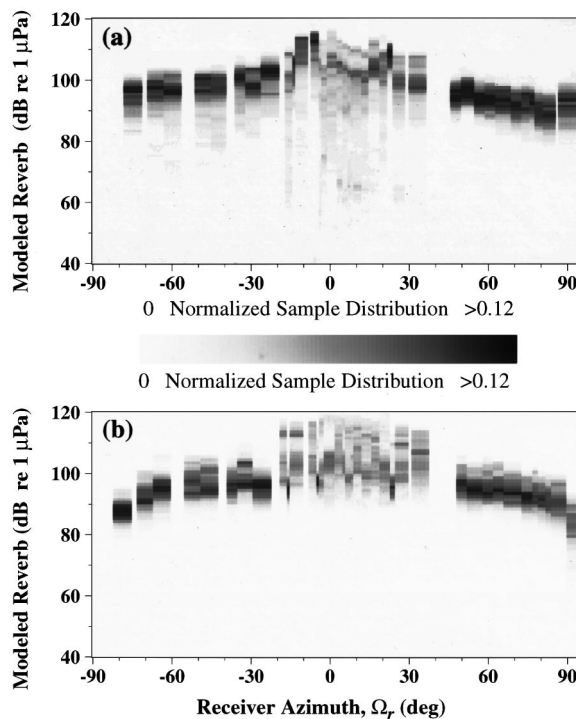 120
(a)
100
80
60
40
Modeled Reverb (dB re 1 μPa)
-90 -60 -30 0 30 60 90
0 Normalized Sample Distribution >0.12
0 Normalized Sample Distribution >0.12
120
(b)
100
80
60
40
Modeled Reverb (dB re 1 μPa)
-90 -60 -30 0 30 60 90
Receiver Azimuth, Ωr (deg)